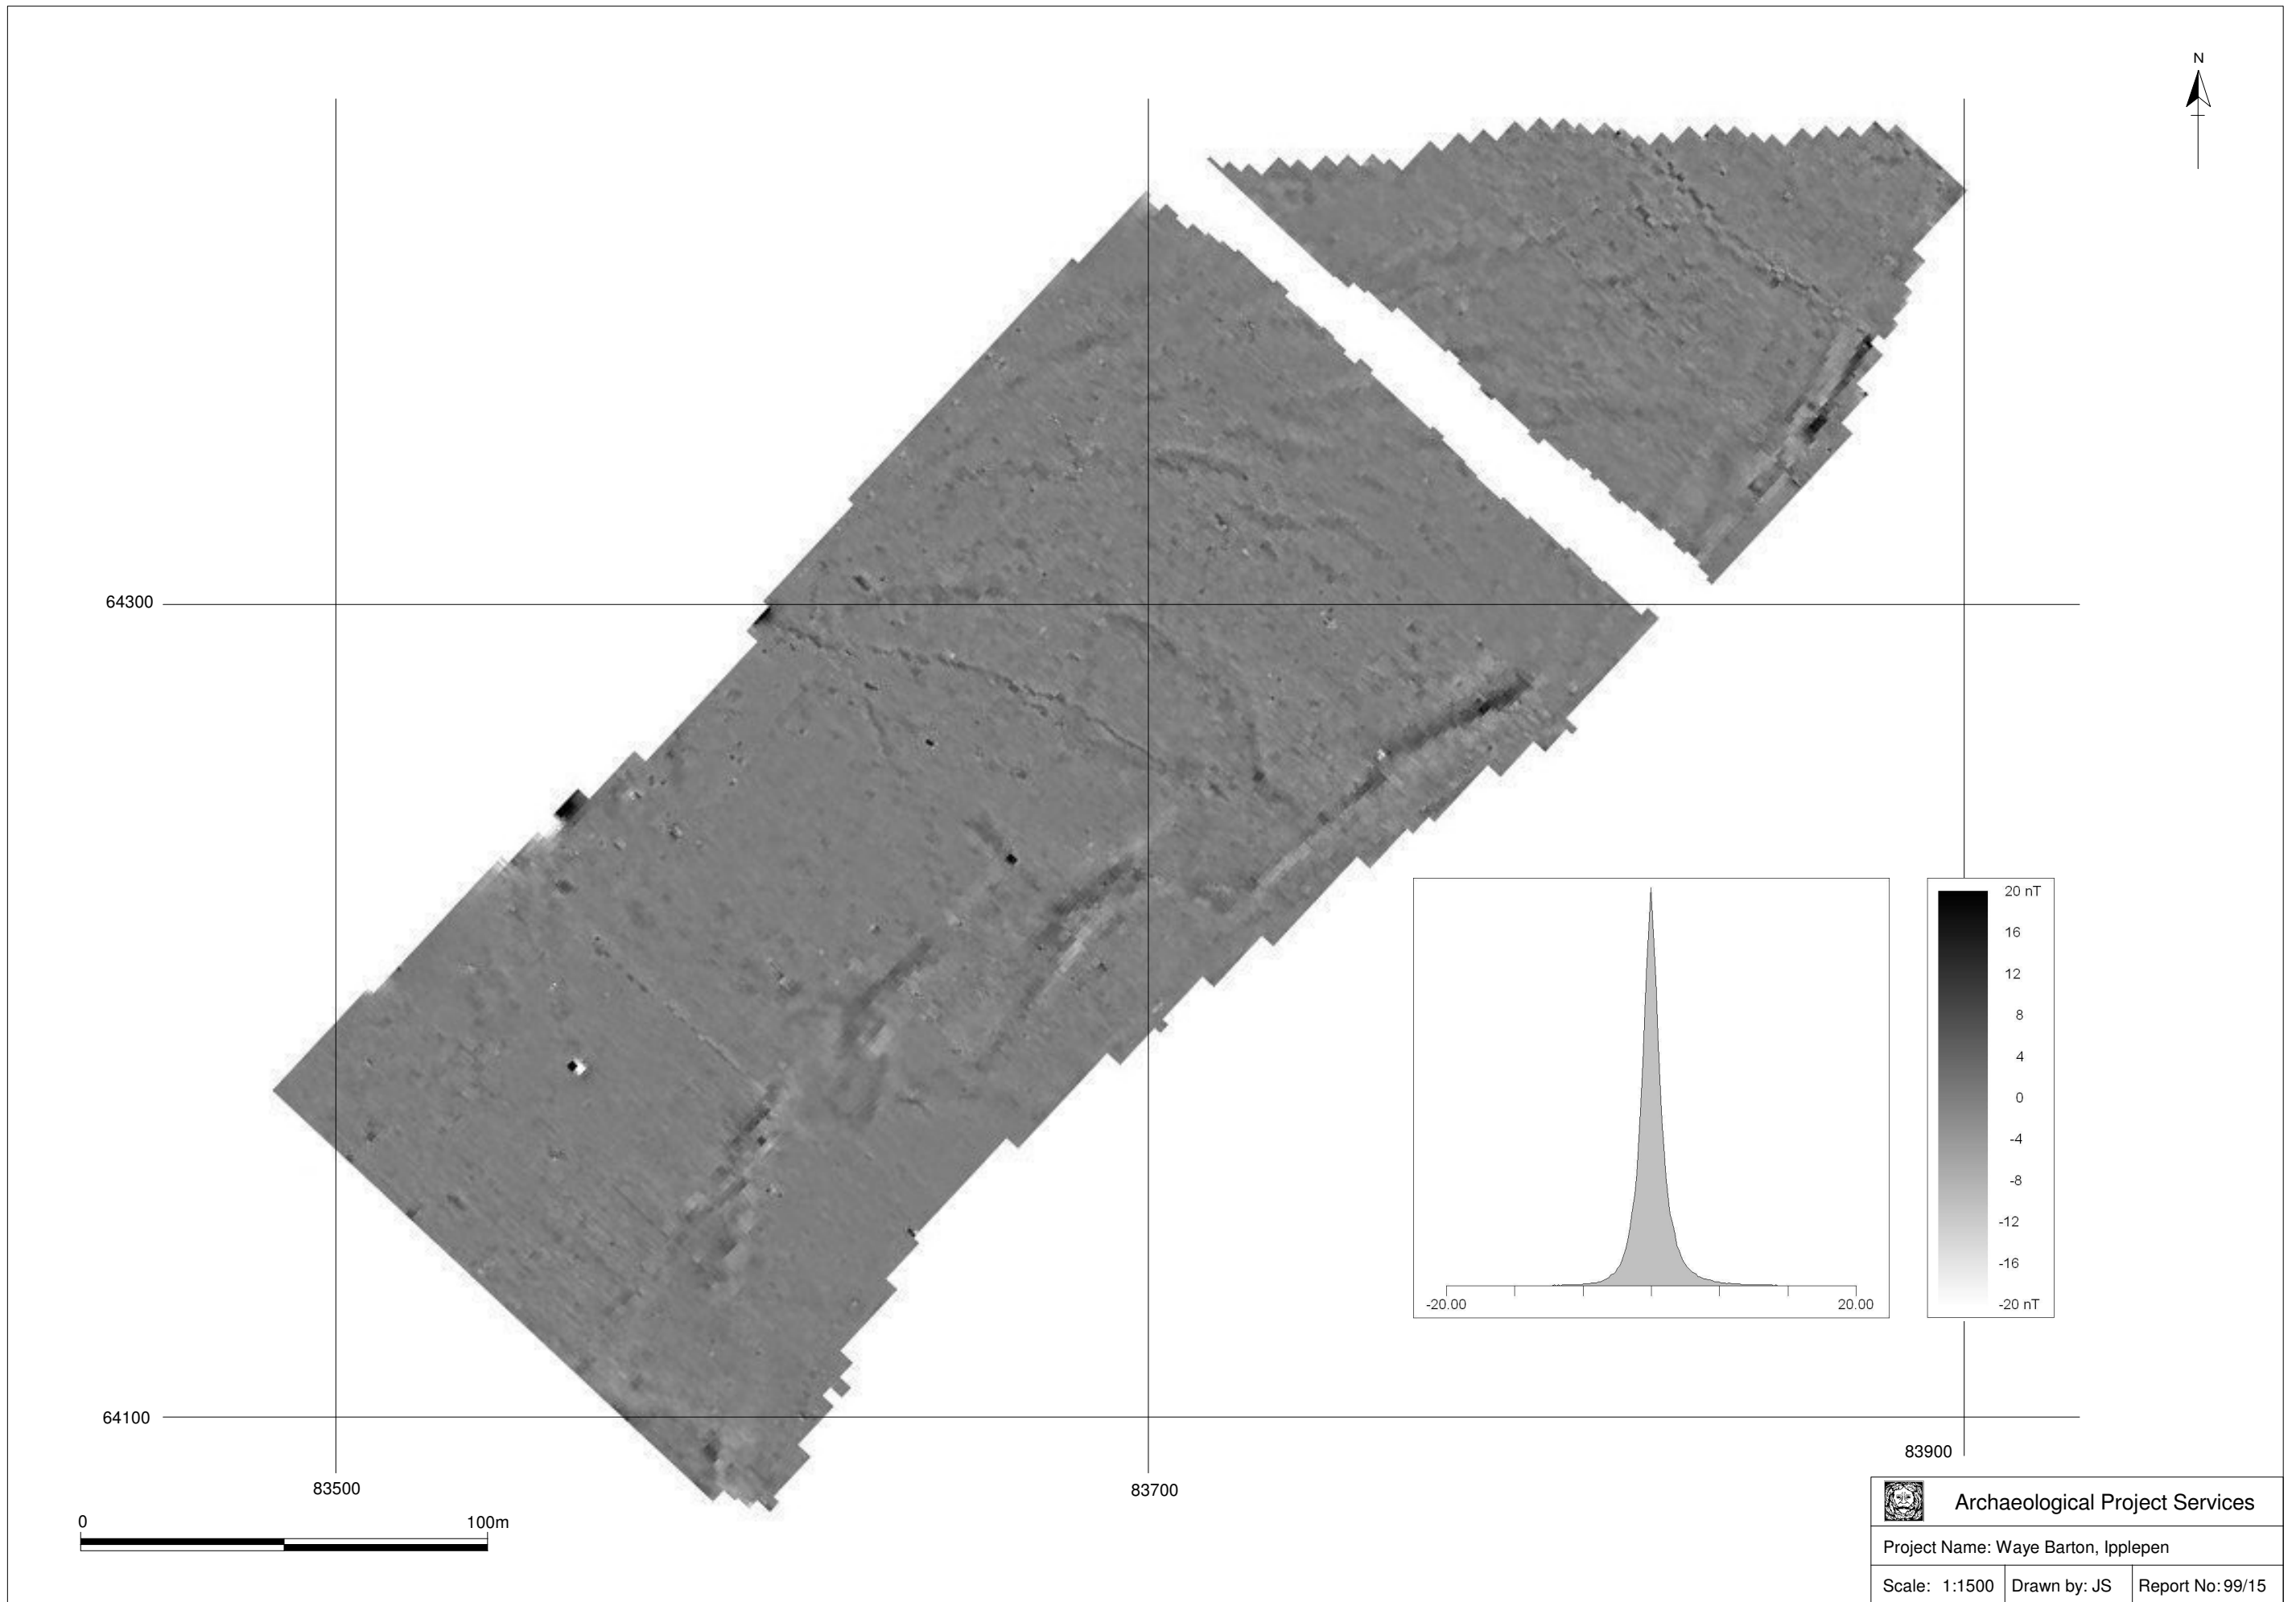 N
64300
64100
83500
83700
83900
0 100m
-20.00 20.00
20 nT
16
12
8
4
0
-4
-8
-12
-16
-20 nT
Archaeological Project Services
Project Name: Waye Barton, Ipplepen
Scale: 1:1500 Drawn by: JS Report No: 99/15